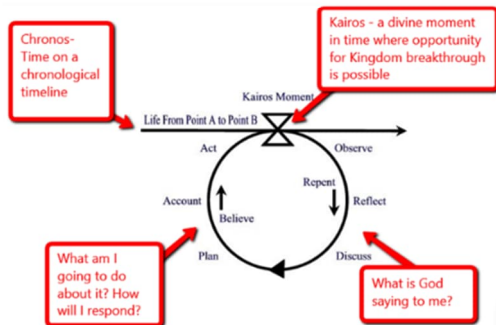 Chronos-
Time on a
chronological
timeline
Kairos - a divine moment
in time where opportunity
for Kingdom breakthrough
is possible
Kairos Moment
Life From Point A to Point B
Act
Observe
Repent
Account
Reflect
Believe
Plan
Discuss
What am I
going to do
about it? How
will I respond?
What is God
saying to me?